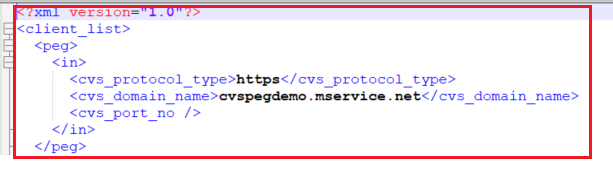 <?xml version="1.0"?>
<client_list>
<peg>
<in>
<cvs_protocol_type>https</cvs_protocol_type>
<cvs_domain_name>cvspegdemo.mservice.net</cvs_domain_name>
<cvs_port_no />
</in>
</peg>